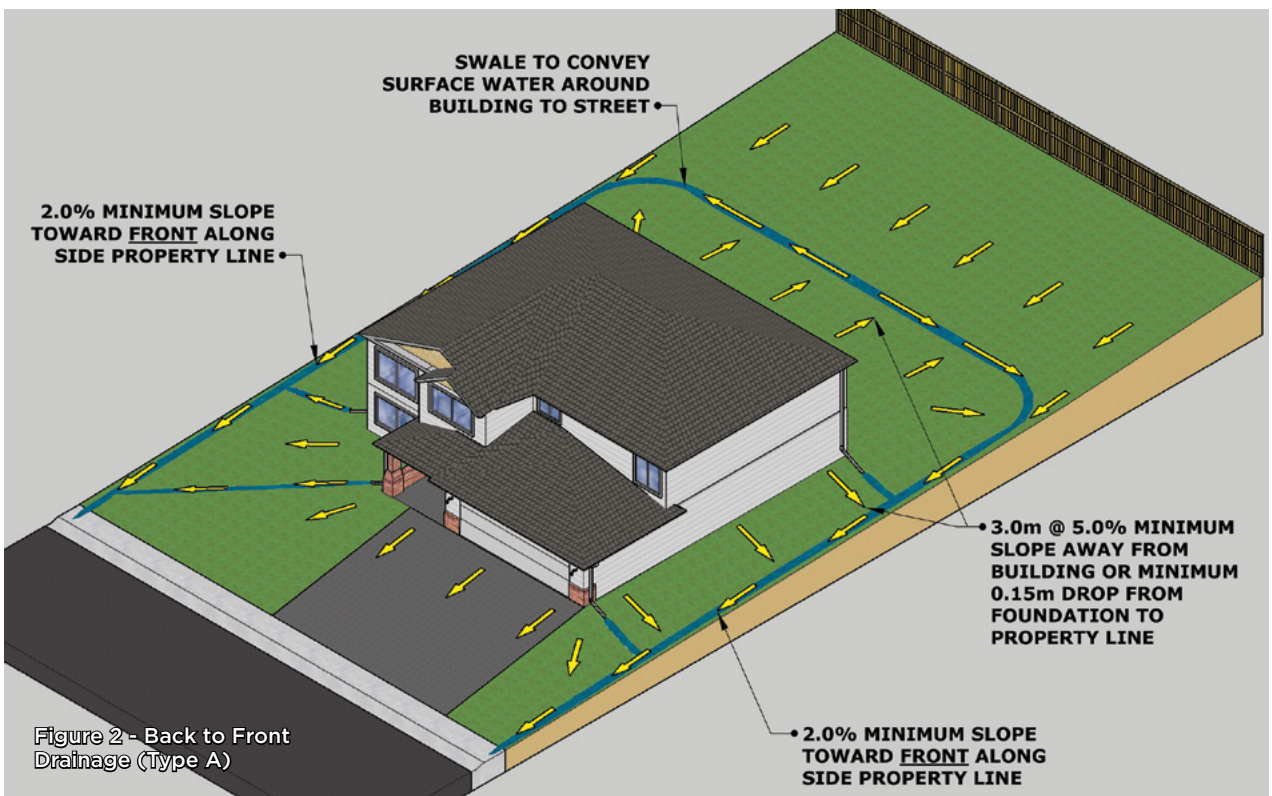 SWALE TO CONVEY
SURFACE WATER AROUND
BUILDING TO STREET
2.0% MINIMUM SLOPE
TOWARD FRONT ALONG
SIDE PROPERTY LINE
3.0m @ 5.0% MINIMUM
SLOPE AWAY FROM
BUILDING OR MINIMUM
0.15m DROP FROM
FOUNDATION TO
PROPERTY LINE
2.0% MINIMUM SLOPE
TOWARD FRONT ALONG
SIDE PROPERTY LINE
Figure 2 - Back to Front
Drainage (Type A)